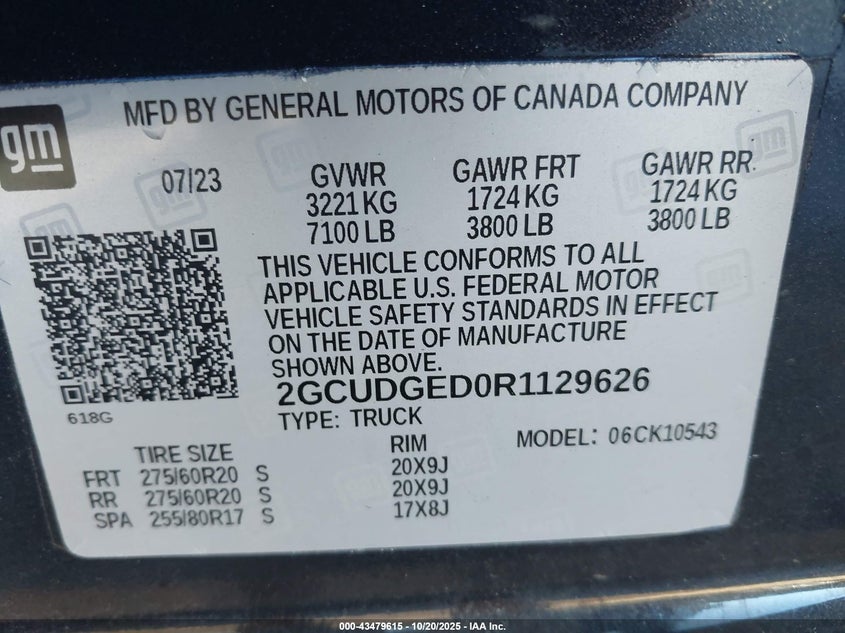 MFD BY GENERAL MOTORS OF CANADA COMPANY
gm
07/23
GVWR
3221 KG
7100 LB
GAWR FRT
1724 KG
3800 LB
GAWR RR
1724 KG
3800 LB
THIS VEHICLE CONFORMS TO ALL
APPLICABLE U.S. FEDERAL MOTOR
VEHICLE SAFETY STANDARDS IN EFFECT
ON THE DATE OF MANUFACTURE
SHOWN ABOVE.
2GCUDGED0R1129626
618G
TYPE: TRUCK
MODEL: 06CK10543
TIRE SIZE RIM
FRT 275/60R20 S 20X9J
RR 275/60R20 S 20X9J
SPA 255/80R17 S 17X8J
000-43479615 - 10/20/2025 - IAA Inc.